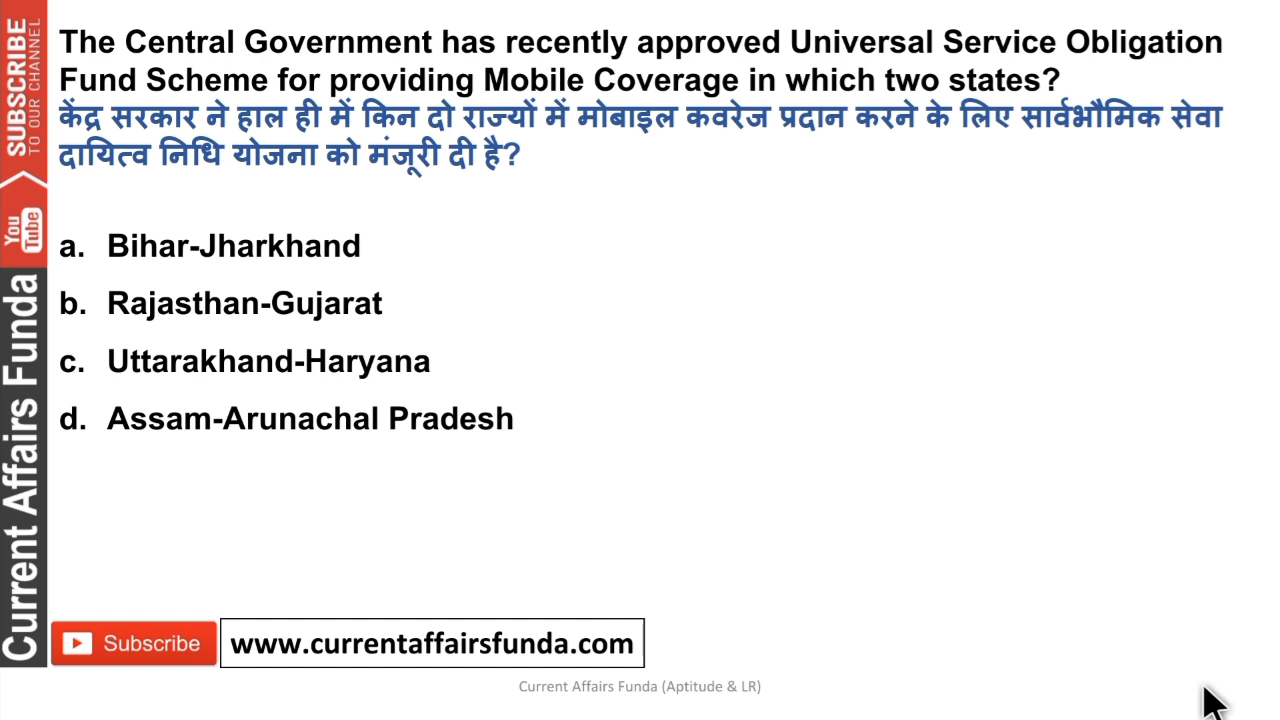 The Central Government has recently approved Universal Service Obligation
Fund Scheme for providing Mobile Coverage in which two states?
केंद्र सरकार ने हाल ही में किन दो राज्यों में मोबाइल कवरेज प्रदान करने के लिए सार्वभौमिक सेवा
दायित्व निधि योजना को मंजूरी दी है?
a. Bihar-Jharkhand
b. Rajasthan-Gujarat
c. Uttarakhand-Haryana
d. Assam-Arunachal Pradesh
SUBSCRIBE
TO OUR CHANNEL
You
Tube
Current Affairs Funda
Subscribe
www.currentaffairsfunda.com
Current Affairs Funda (Aptitude & LR)